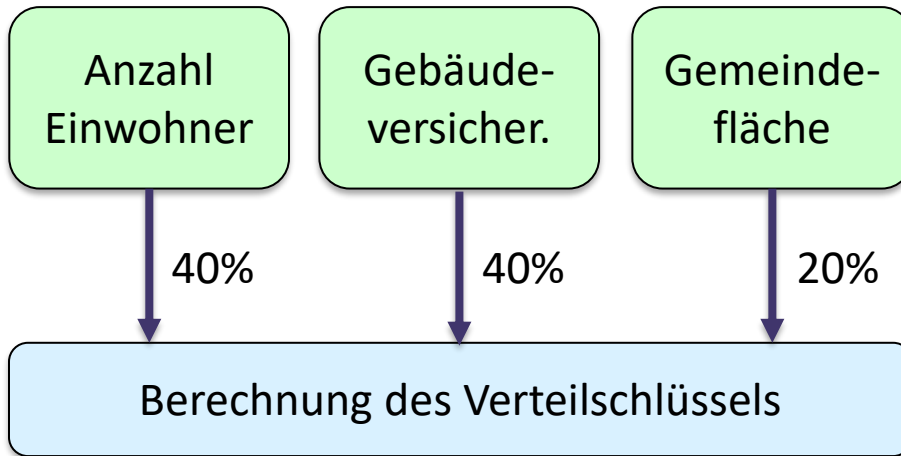 Anzahl
Einwohner
Gebäude-
versicher.
Gemeinde-
fläche
40%
40%
20%
Berechnung des Verteilschlüssels